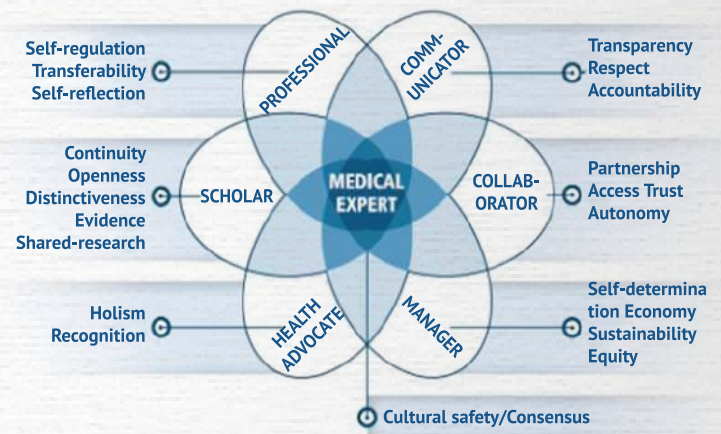 Self-regulation
Transferability
Self-reflection
PROFESSIONAL
COMM-
UNICATOR
Transparency
Respect
Accountability
Continuity
Openness
Distinctiveness
Evidence
Shared-research
SCHOLAR
MEDICAL
EXPERT
COLLAB-
ORATOR
Partnership
Access Trust
Autonomy
Holism
Recognition
HEALTH
ADVOCATE
MANAGER
Self-determina
tion Economy
Sustainability
Equity
Cultural safety/Consensus